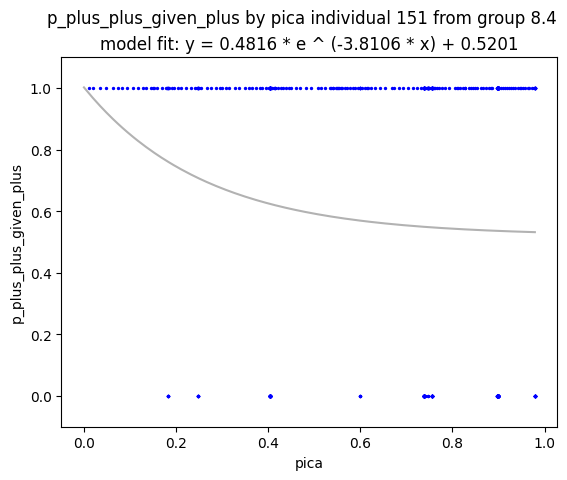 p_plus_plus_given_plus by pica individual 151 from group 8.4
model fit: y = 0.4816 * e ^ (-3.8106 * x) + 0.5201
p_plus_plus_given_plus
1.0
0.8
0.6
0.4
0.2
0.0
0.0 0.2 0.4 0.6 0.8 1.0
pica